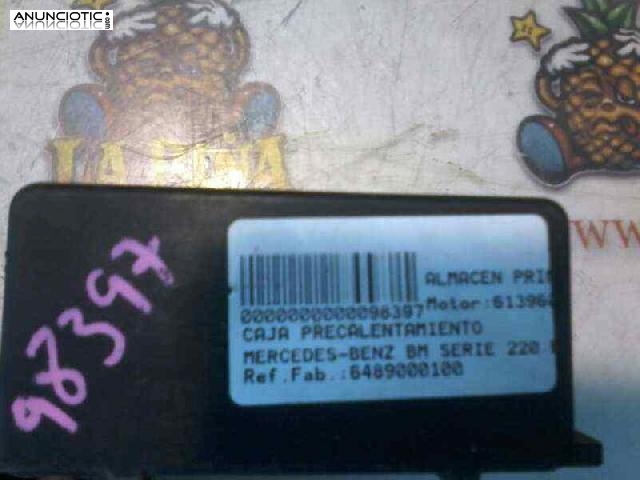 ANUNCIOTIC.com
LA PIÑA
WWW
98397
ALMACEN PRI
0000000000098397 Motor:61396
CAJA PRECALENTAMIENTO
MERCEDES-BENZ BM SERIE 220
Ref.Fab.:6489000100